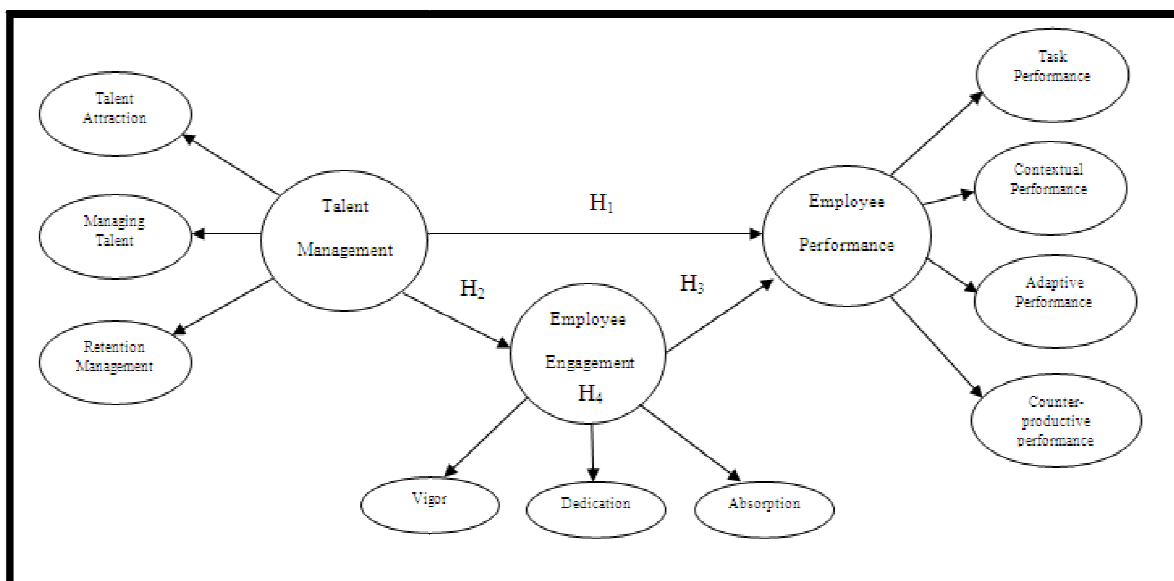 Talent
Attraction
Managing
Talent
Retention
Management
Talent
Management
H1
H2
H3
Employee
Engagement
H4
Vigor
Dedication
Absorption
Employee
Performance
Task
Performance
Contextual
Performance
Adaptive
Performance
Counter-
productive
performance